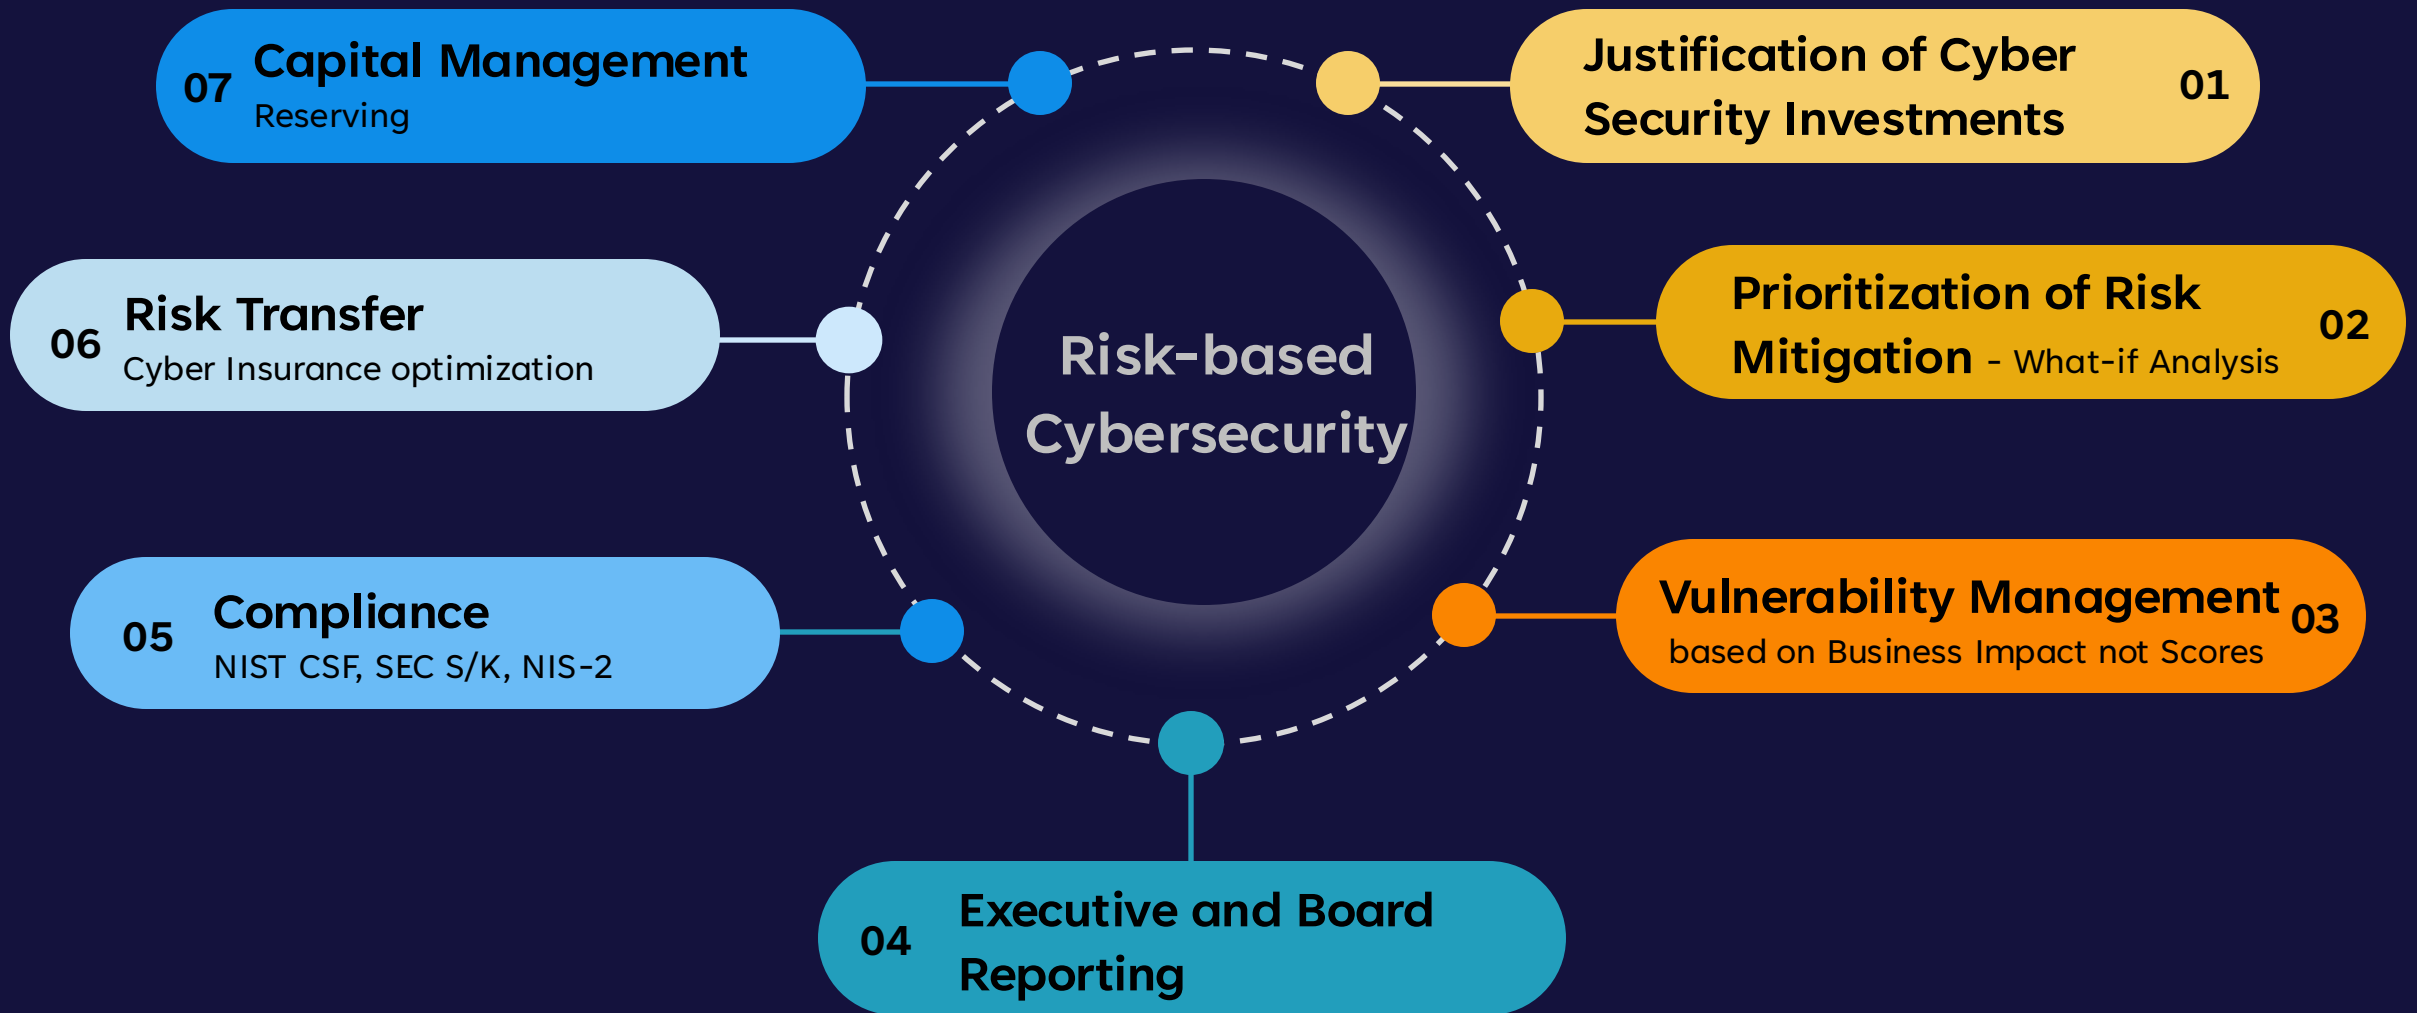 Risk-based
Cybersecurity
Justification of Cyber
Security Investments
01
Prioritization of Risk
Mitigation - What-if Analysis
02
Vulnerability Management
based on Business Impact not Scores
03
04
Executive and Board
Reporting
05
Compliance
NIST CSF, SEC S/K, NIS-2
06
Risk Transfer
Cyber Insurance optimization
07
Capital Management
Reserving